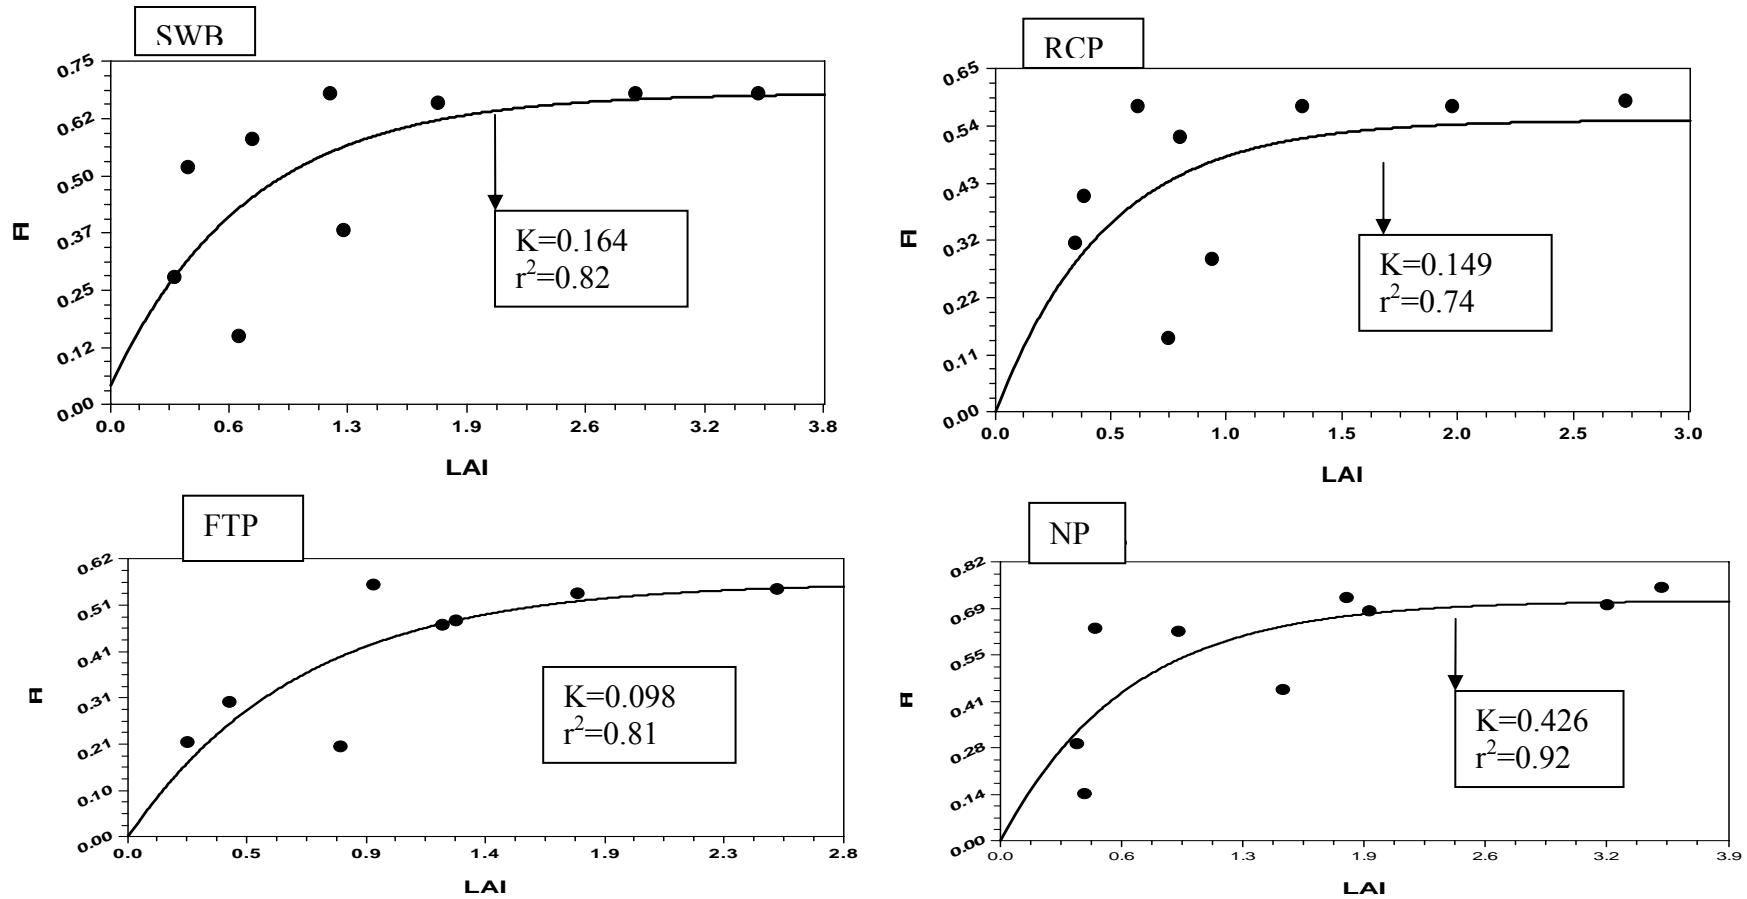 SWB
0.75
0.62
0.50
0.37
0.25
0.12
0.00
FI
K=0.164
r²=0.82
0.0 0.6 1.3 1.9 2.6 3.2 3.8
LAI
RCP
0.65
0.54
0.43
0.32
0.22
0.11
0.00
FI
K=0.149
r²=0.74
0.0 0.5 1.0 1.5 2.0 2.5 3.0
LAI
FTP
0.62
0.51
0.41
0.31
0.21
0.10
0.00
FI
K=0.098
r²=0.81
0.0 0.5 0.9 1.4 1.9 2.3 2.8
LAI
NP
0.82
0.69
0.55
0.41
0.28
0.14
0.00
FI
K=0.426
r²=0.92
0.0 0.6 1.3 1.9 2.6 3.2 3.9
LAI